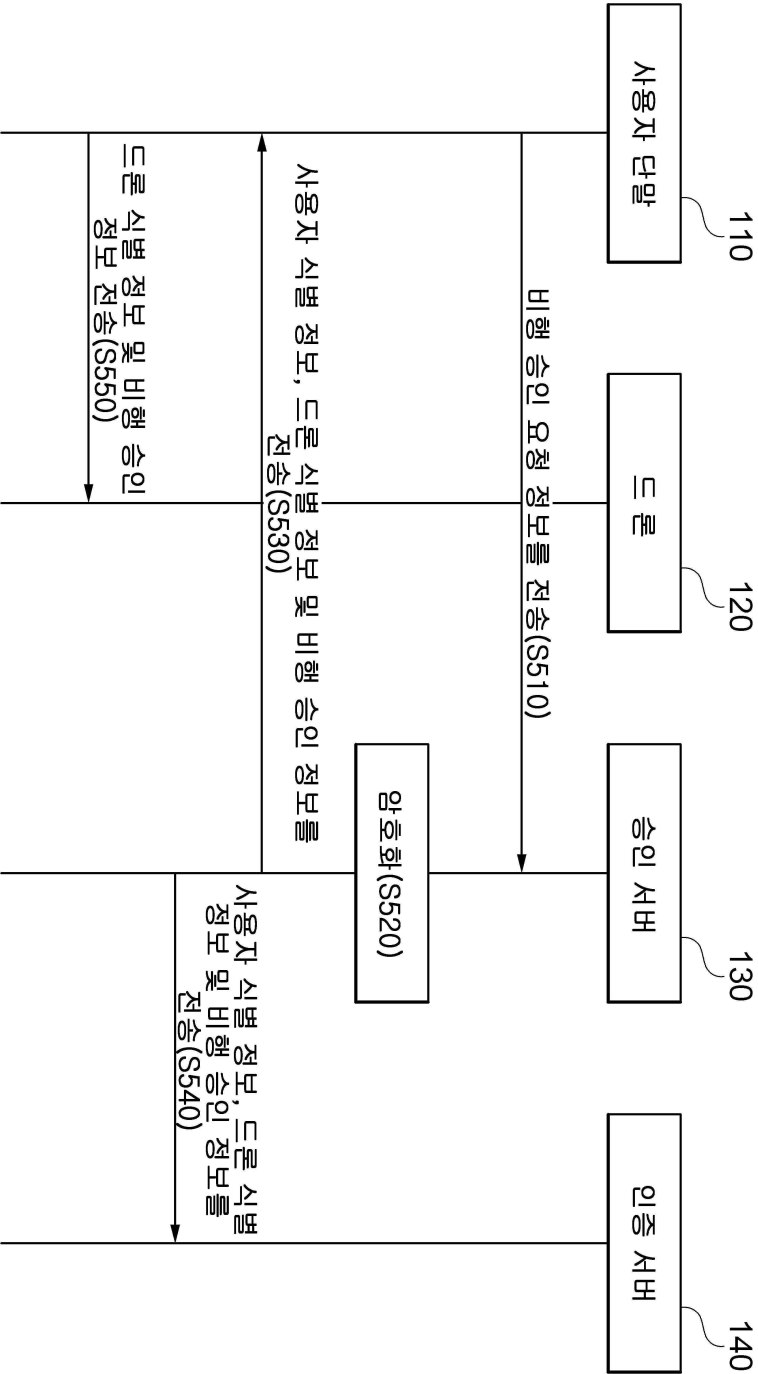 110
120
130
140
사용자 단말
드론
승인 서버
인증 서버
비행 승인 요청 정보를 전송(S510)
암호화(S520)
사용자 식별 정보, 드론 식별 정보 및 비행 승인 정보를
전송(S530)
사용자 식별 정보, 드론 식별
정보 및 비행 승인 정보를
전송(S540)
드론 식별 정보 및 비행 승인
정보 전송(S550)